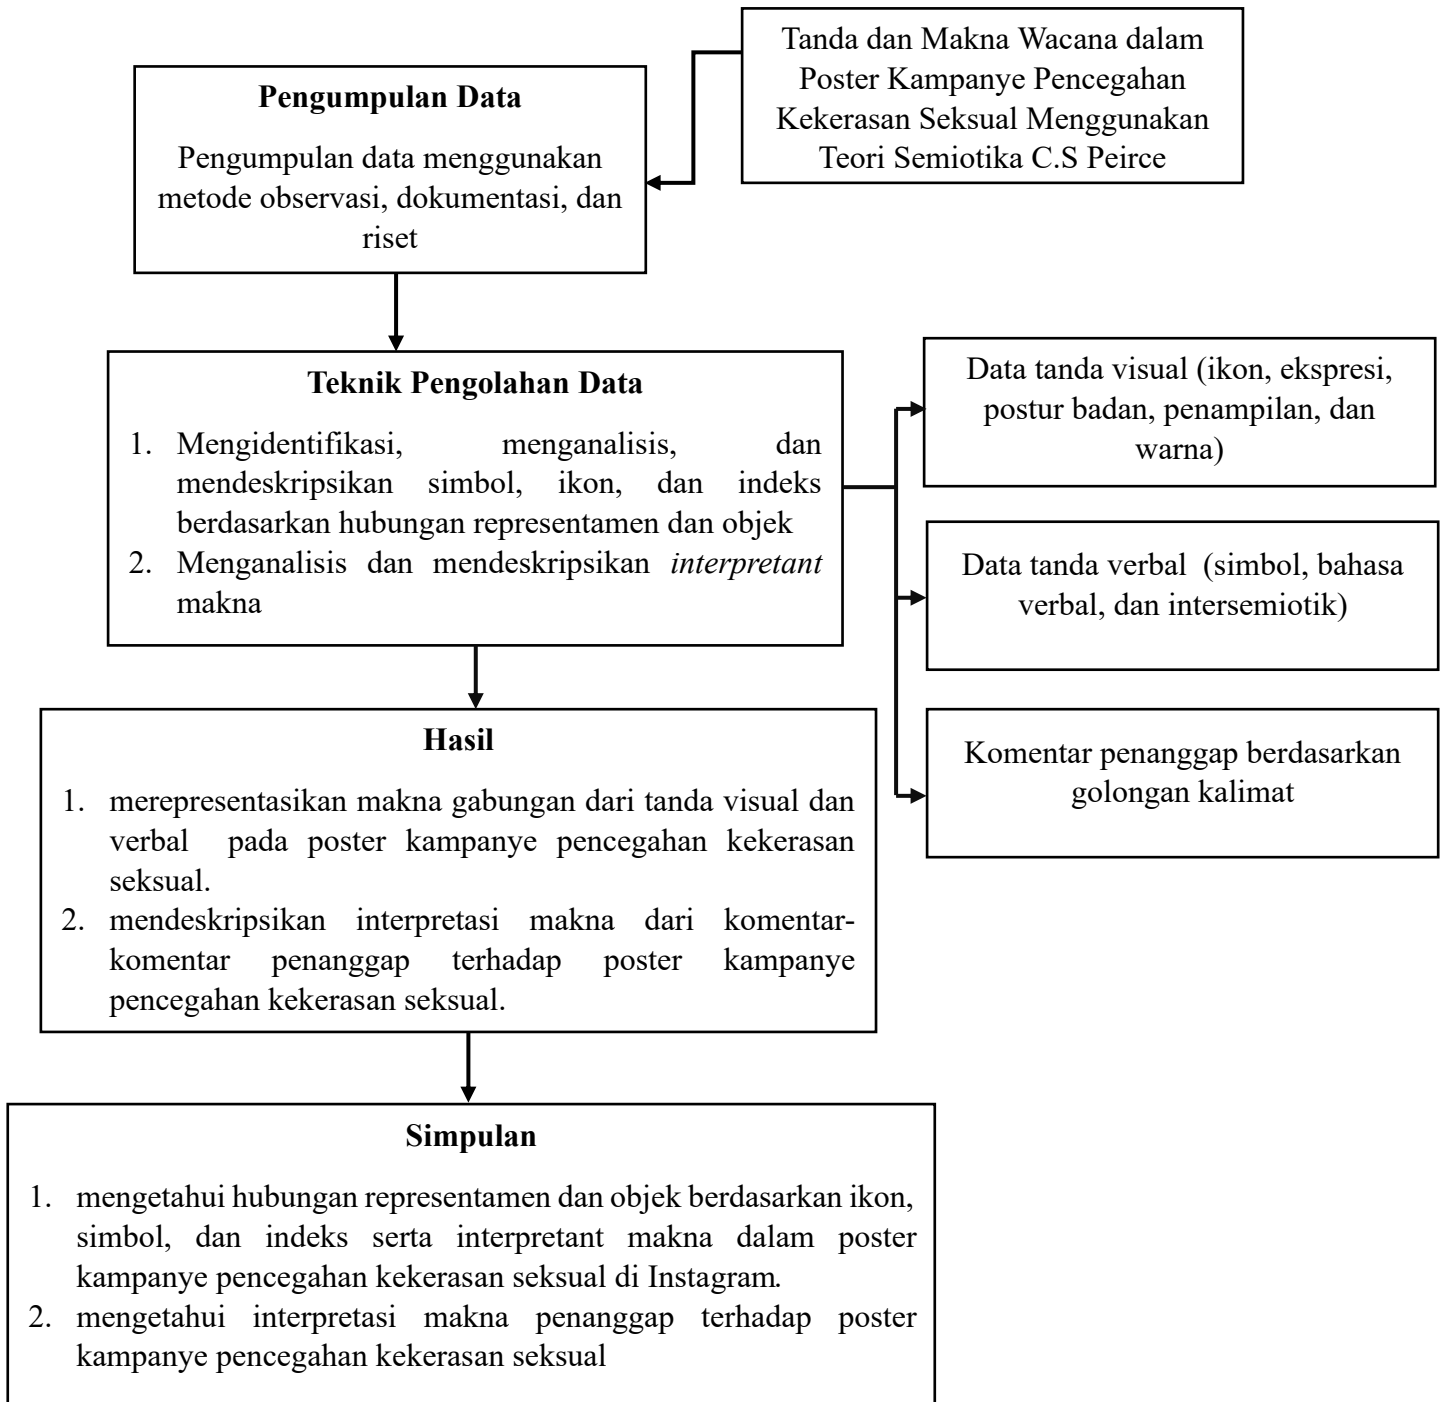 Tanda dan Makna Wacana dalam
Poster Kampanye Pencegahan
Kekerasan Seksual Menggunakan
Teori Semiotika C.S Peirce
Pengumpulan Data
Pengumpulan data menggunakan
metode observasi, dokumentasi, dan
riset
Teknik Pengolahan Data
1. Mengidentifikasi, menganalisis, dan
mendeskripsikan simbol, ikon, dan indeks
berdasarkan hubungan representamen dan objek
2. Menganalisis dan mendeskripsikan interpretant
makna
Data tanda visual (ikon, ekspresi,
postur badan, penampilan, dan
warna)
Data tanda verbal (simbol, bahasa
verbal, dan intersemiotik)
Komentar penanggap berdasarkan
golongan kalimat
Hasil
1. merepresentasikan makna gabungan dari tanda visual dan
verbal pada poster kampanye pencegahan kekerasan
seksual.
2. mendeskripsikan interpretasi makna dari komentar-
komentar penanggap terhadap poster kampanye
pencegahan kekerasan seksual.
Simpulan
1. mengetahui hubungan representamen dan objek berdasarkan ikon,
simbol, dan indeks serta interpretant makna dalam poster
kampanye pencegahan kekerasan seksual di Instagram.
2. mengetahui interpretasi makna penanggap terhadap poster
kampanye pencegahan kekerasan seksual